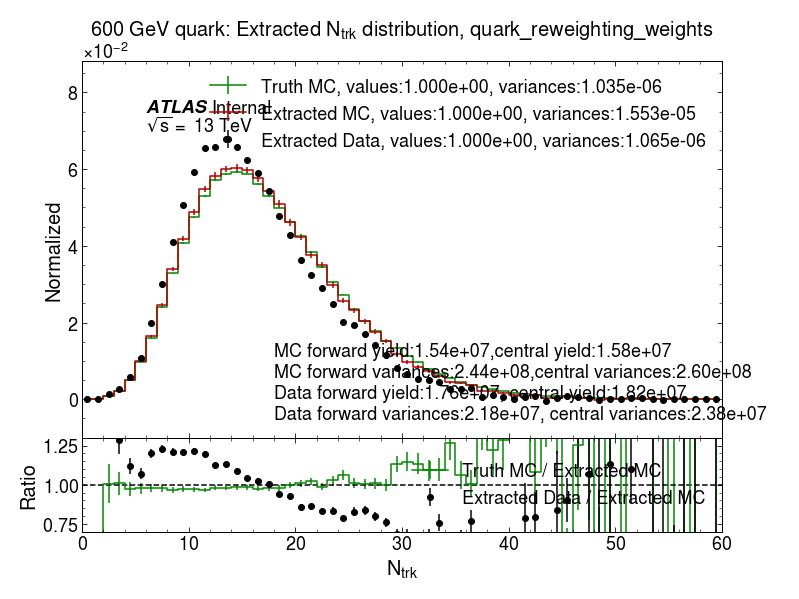 600 GeV quark: Extracted N_trk distribution, quark_reweighting_weights
×10⁻²
Truth MC, values:1.000e+00, variances:1.035e-06
ATLAS Internal
Extracted MC, values:1.000e+00, variances:1.553e-05
√s = 13 TeV
Extracted Data, values:1.000e+00, variances:1.065e-06
8
6
4
2
0
Normalized
MC forward yield:1.54e+07,central yield:1.58e+07
MC forward variances:2.44e+08,central variances:2.60e+08
Data forward yield:1.76e+07, central yield:1.82e+07
Data forward variances:2.18e+07, central variances:2.38e+07
1.25
1.00
0.75
Ratio
Truth MC / Extracted MC
Extracted Data / Extracted MC
0 10 20 30 40 50 60
N_trk